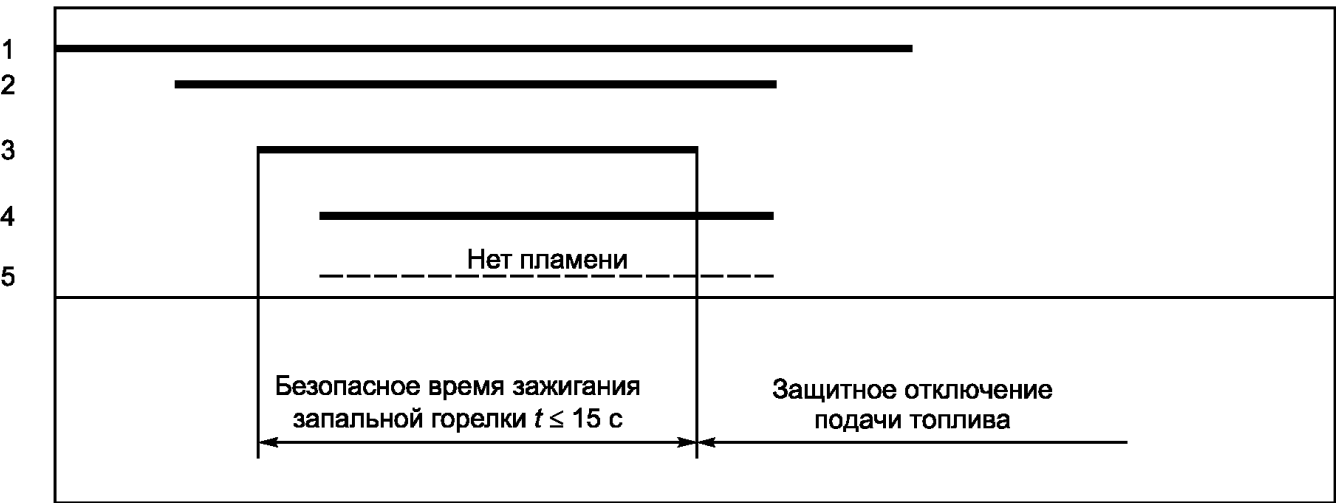 1
2
3
4
Нет пламени
5
Безопасное время зажигания
запальной горелки t ≤ 15 с
Защитное отключение
подачи топлива